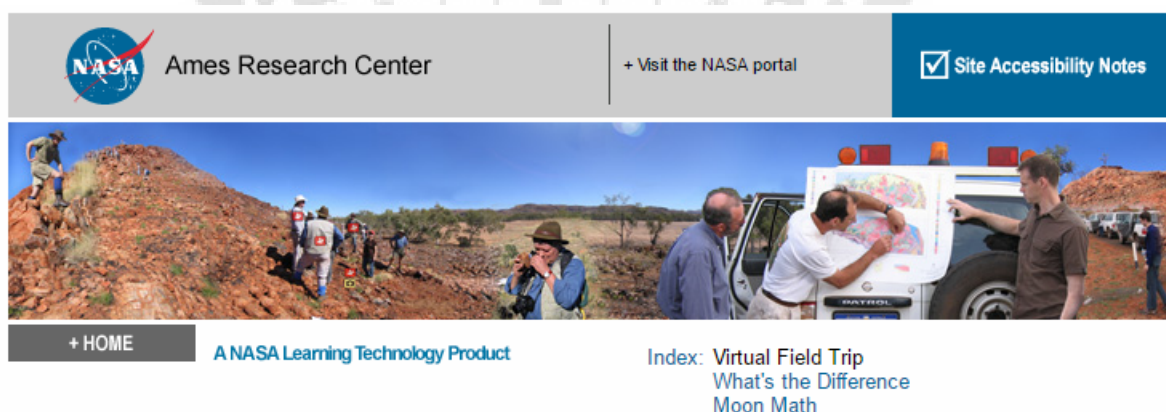 NASA
Ames Research Center
+ Visit the NASA portal
Site Accessibility Notes
PATROL
+ HOME
A NASA Learning Technology Product
Index: Virtual Field Trip
What's the Difference
Moon Math